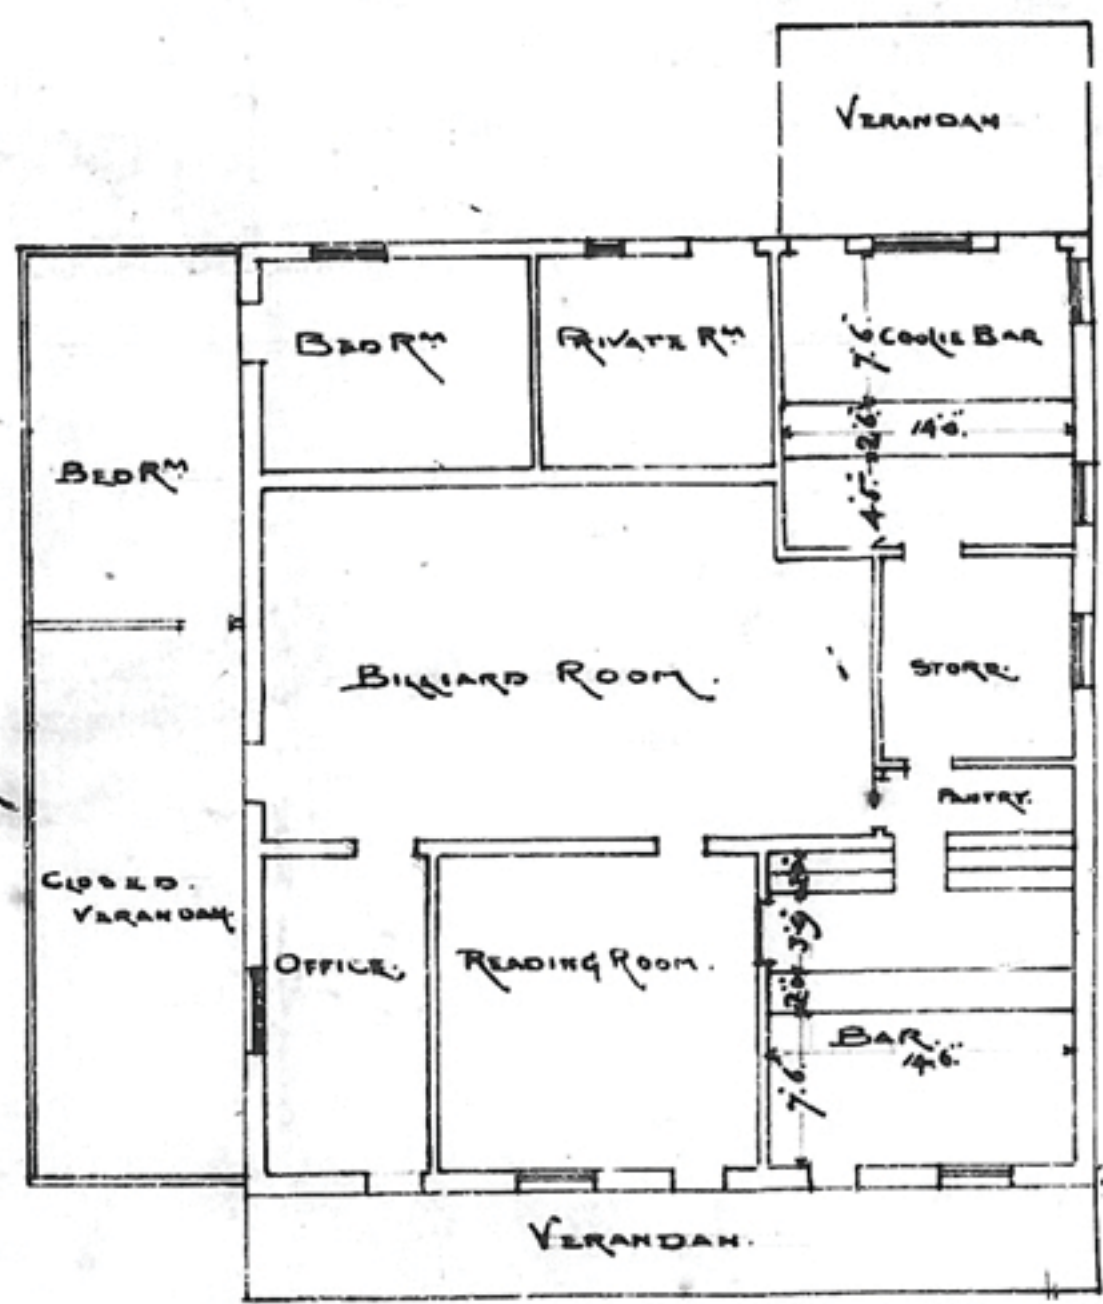 VERANDAH
BED RM
PRIVATE RM
COOLIE BAR
7'.6"
2'6"
14'.6"
4'.5"
BED RM
BILLIARD ROOM.
STORE.
PANTRY.
CLOSED.
VERANDAH.
OFFICE.
READING ROOM.
3'.9"
2'.0"
BAR.
14'.6"
7'.6"
VERANDAH.